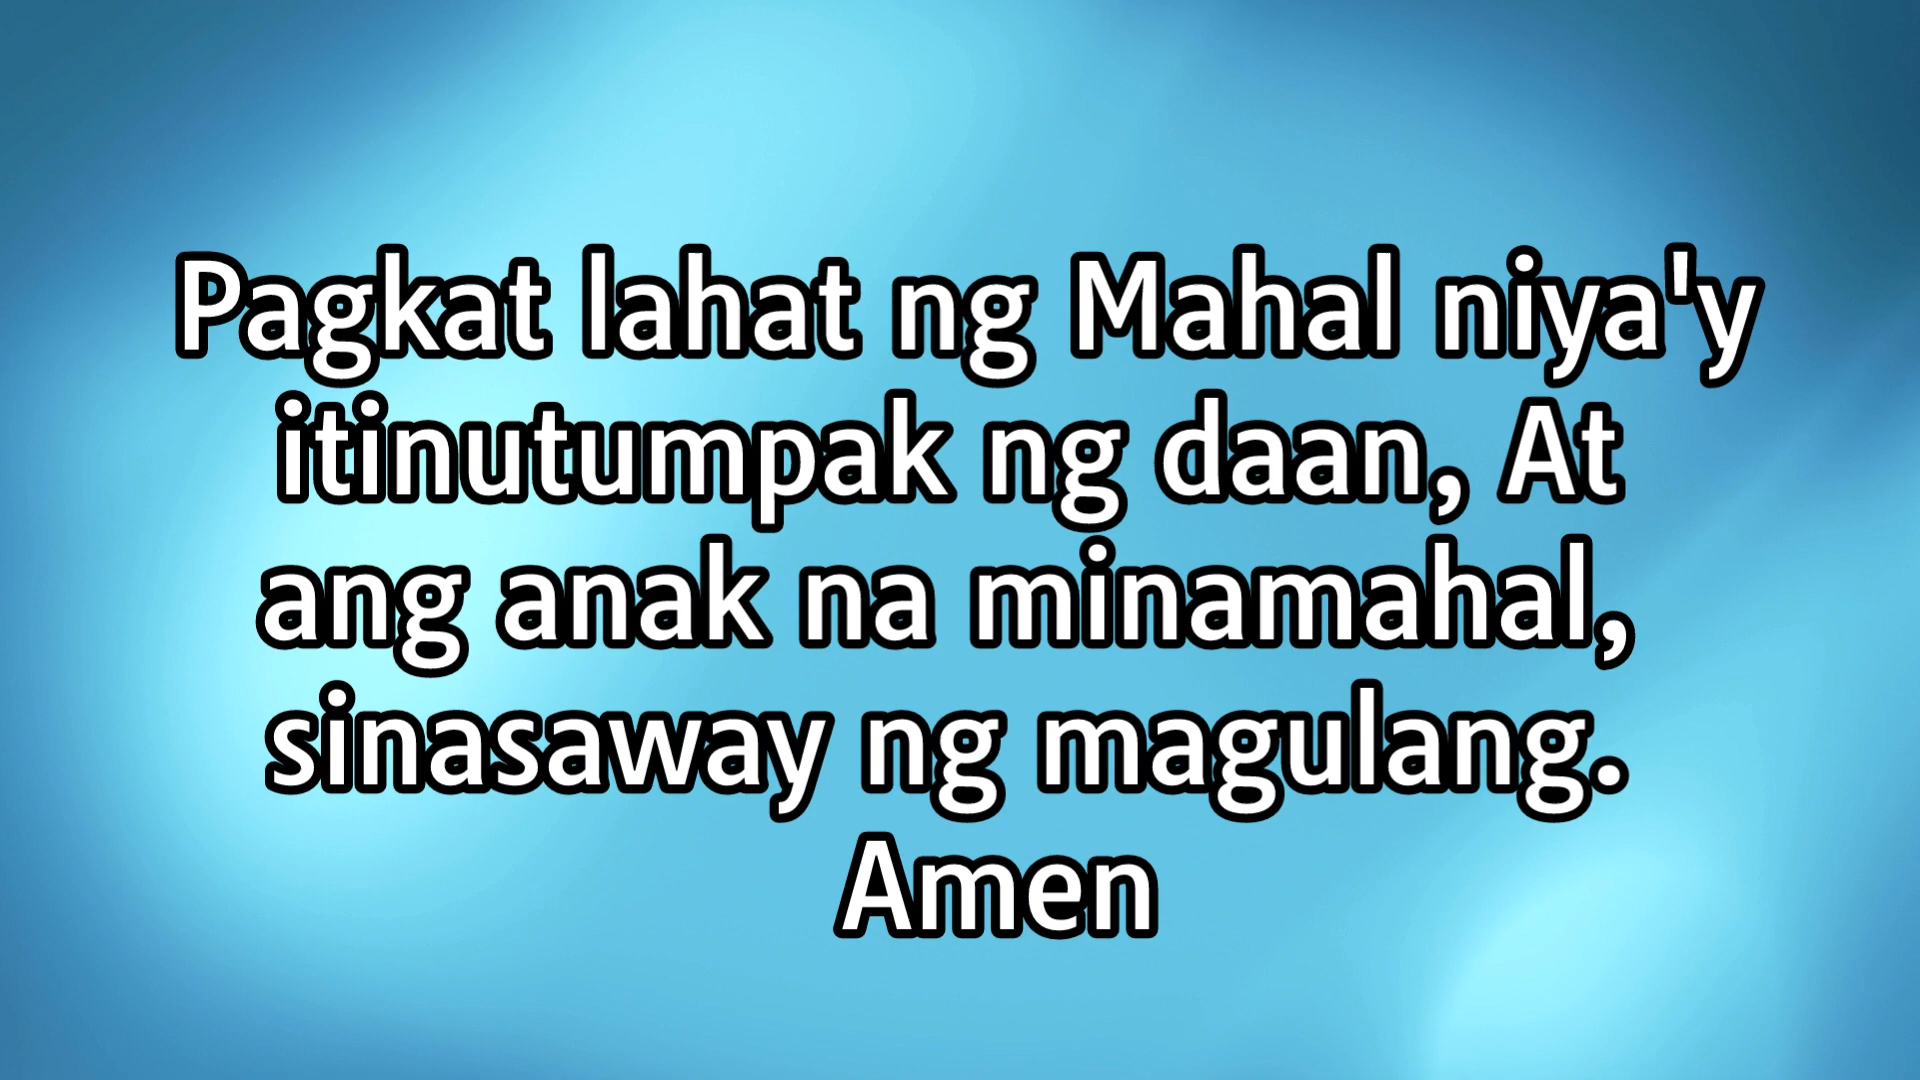 Pagkat lahat ng Mahal niya'y
itinutumpak ng daan, At
ang anak na minamahal,
sinasaway ng magulang.
Amen